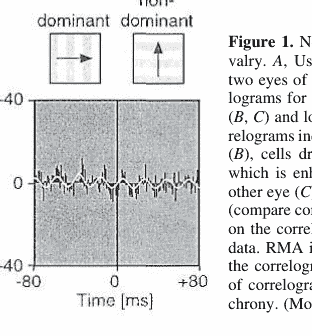 non-
dominant dominant
-40
0
-40
-80 0 +80
Time [ms]
Figure 1. N
valry. A, Us
two eyes of
lograms for
(B, C) and lo
relograms inc
(B), cells dr
which is enh
other eye (C
(compare cor
on the correl
data. RMA i
the correlogr
of correlogra
chrony. (Mo